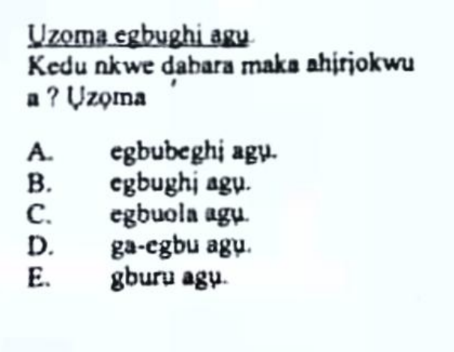 Uzoma egbughi agụ
Kedu nkwe dabara maka ahịrịokwu
a ? Ụzọma
A. egbubeghị agụ.
B. egbughị agụ.
C. egbuola agụ.
D. ga-egbu agụ.
E. gburu agụ.